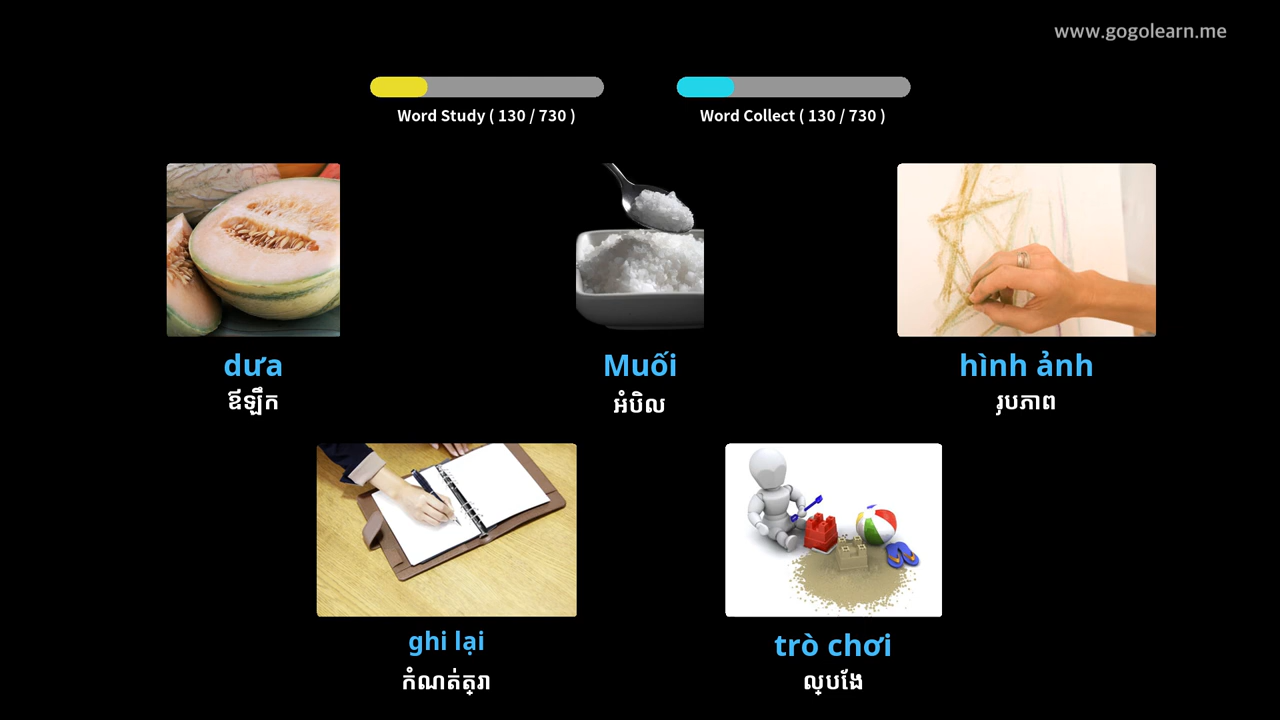 www.gogolearn.me
Word Study ( 130 / 730 )
Word Collect ( 130 / 730 )
dưa
ឪឡឹក
Muối
អំបិល
hình ảnh
រូបភាព
ghi lại
កំណត់ត្រា
trò chơi
ល្បែង